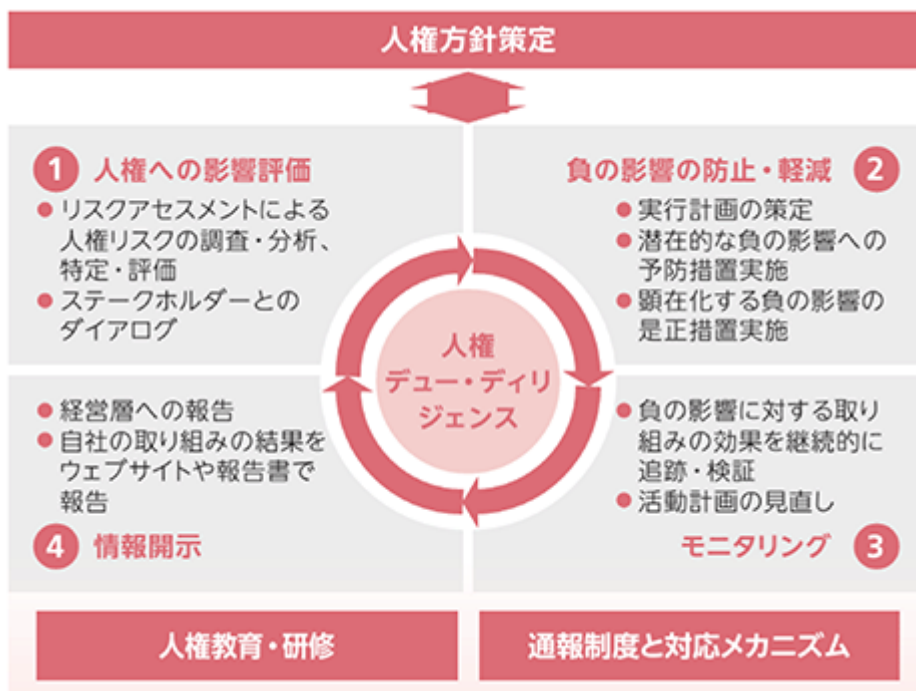 人権方針策定
1 人権への影響評価
● リスクアセスメントによる
人権リスクの調査・分析、
特定・評価
● ステークホルダーとの
ダイアログ
負の影響の防止・軽減 2
● 実行計画の策定
● 潜在的な負の影響への
予防措置実施
● 顕在化する負の影響の
是正措置実施
人権
デュー・ディリ
ジェンス
● 負の影響に対する取り
組みの効果を継続的に
追跡・検証
● 活動計画の見直し
モニタリング 3
● 経営層への報告
● 自社の取り組みの結果を
ウェブサイトや報告書で
報告
4 情報開示
人権教育・研修
通報制度と対応メカニズム